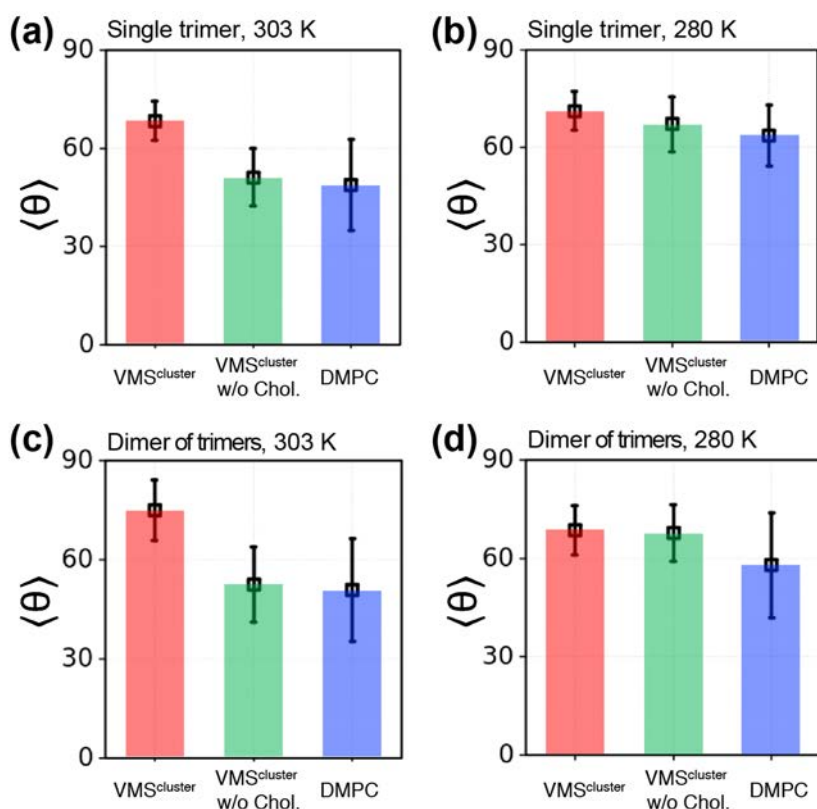 (a) Single trimer, 303 K
90
60
30
0
⟨θ⟩
VMSᶜˡᵘˢᵗᵉʳ
VMSᶜˡᵘˢᵗᵉʳ
w/o Chol.
DMPC
(b) Single trimer, 280 K
90
60
30
0
⟨θ⟩
VMSᶜˡᵘˢᵗᵉʳ
VMSᶜˡᵘˢᵗᵉʳ
w/o Chol.
DMPC
(c) Dimer of trimers, 303 K
90
60
30
0
⟨θ⟩
VMSᶜˡᵘˢᵗᵉʳ
VMSᶜˡᵘˢᵗᵉʳ
w/o Chol.
DMPC
(d) Dimer of trimers, 280 K
90
60
30
0
⟨θ⟩
VMSᶜˡᵘˢᵗᵉʳ
VMSᶜˡᵘˢᵗᵉʳ
w/o Chol.
DMPC